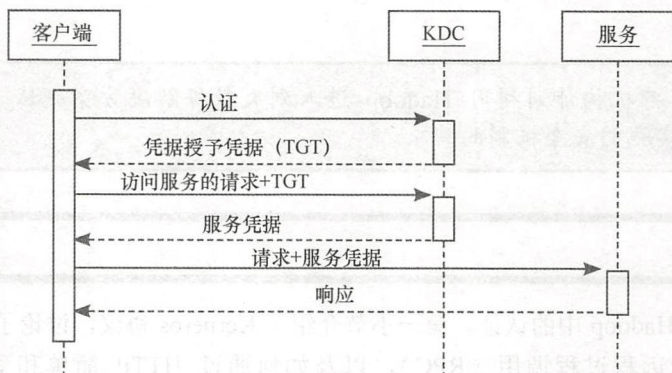 客户端 KDC 服务
认证
凭据授予凭据（TGT）
访问服务的请求+TGT
服务凭据
请求+服务凭据
响应